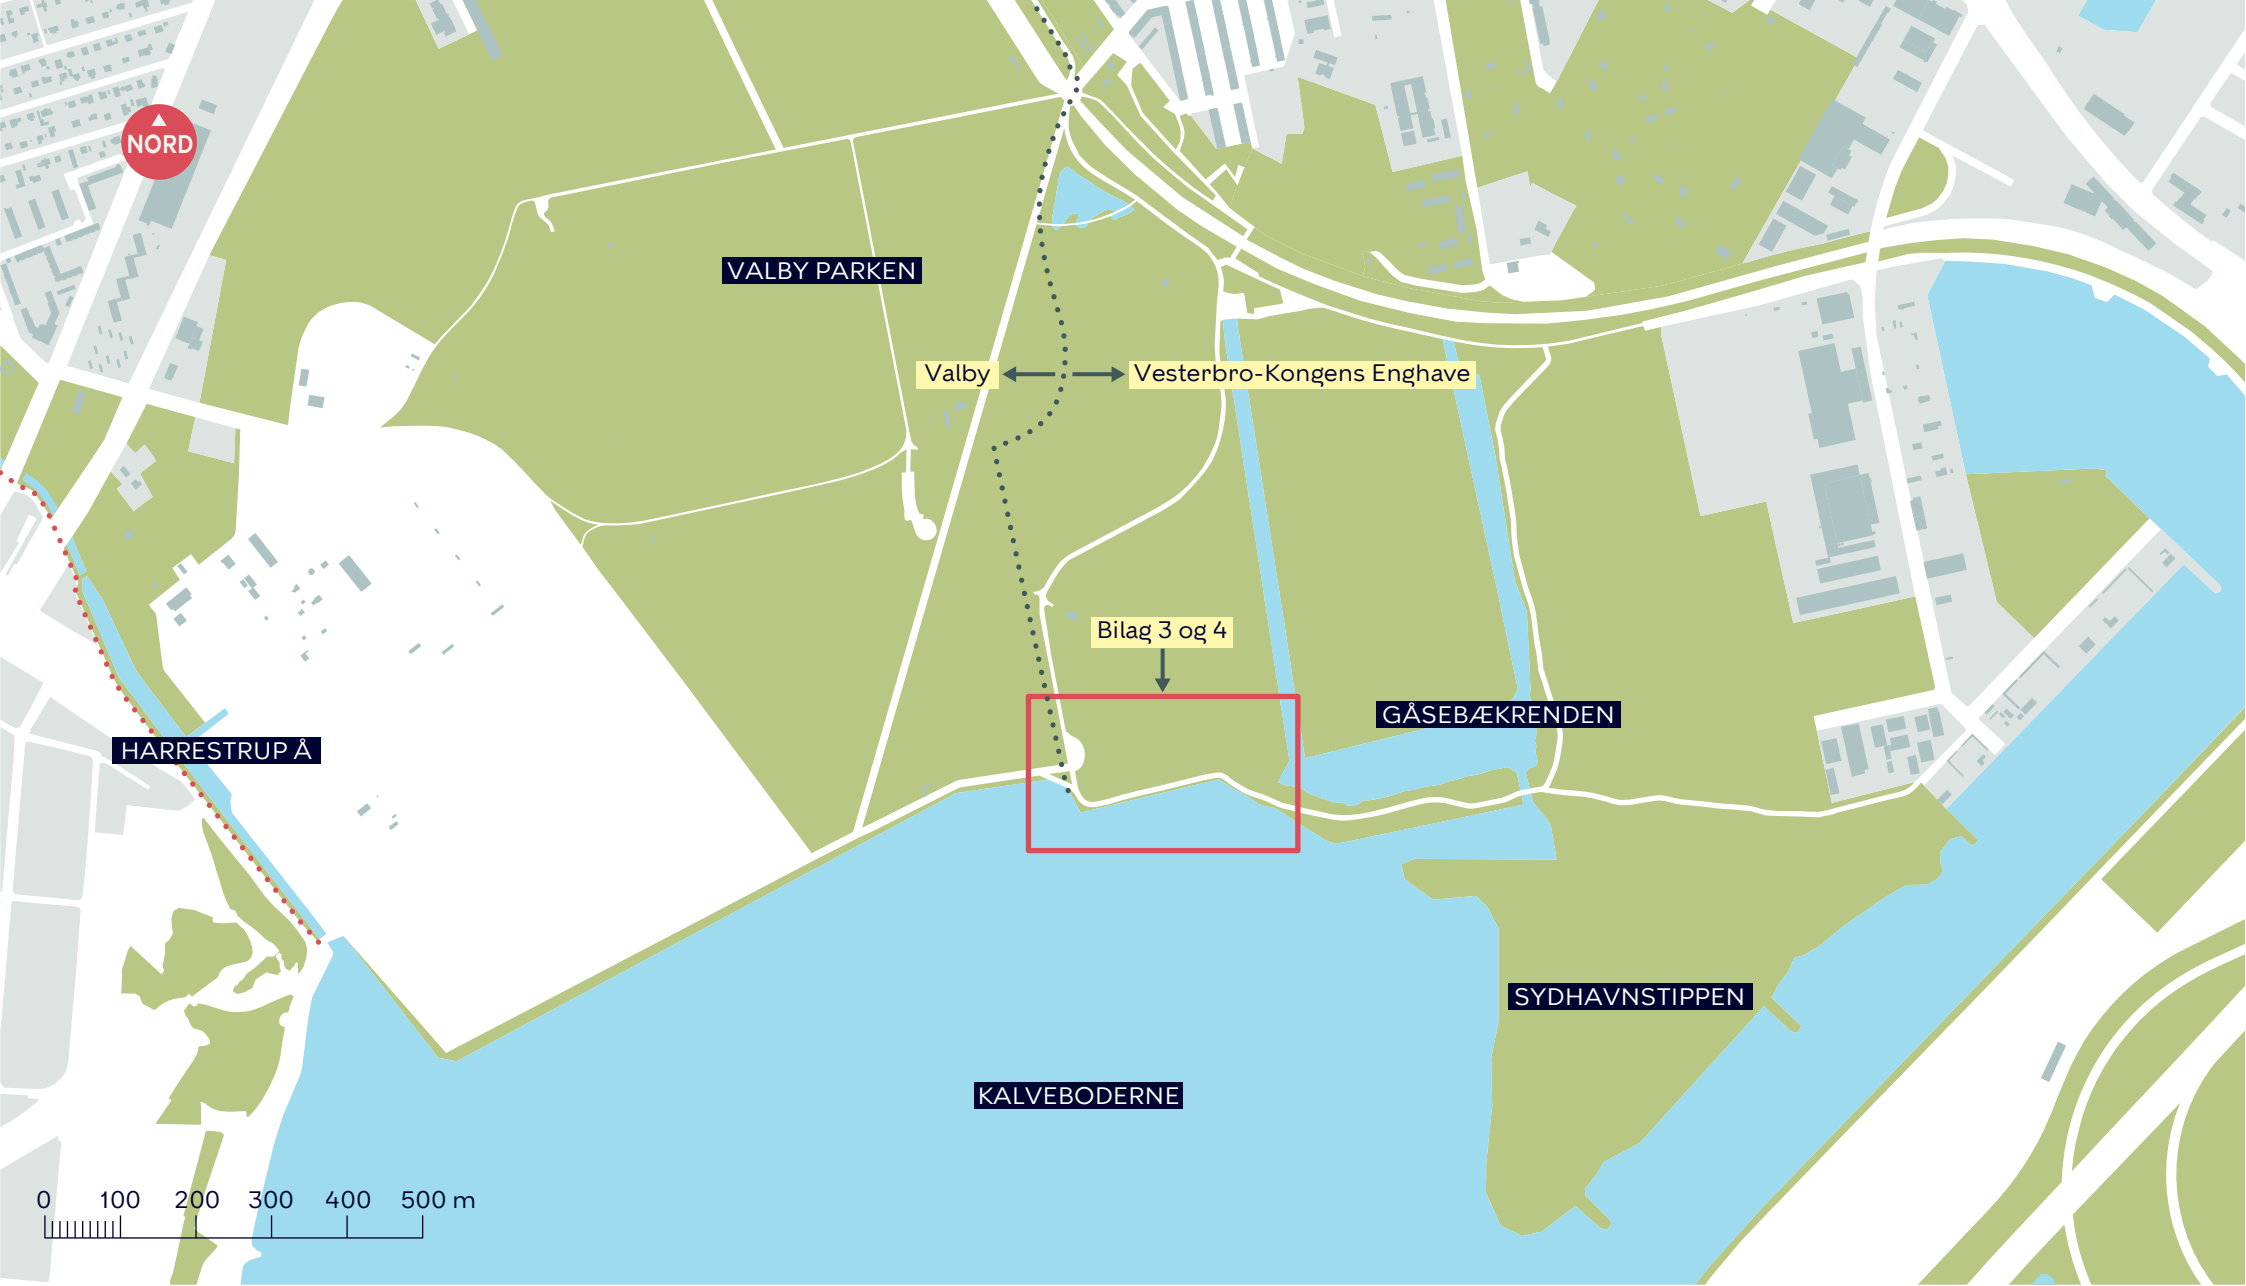 NORD
VALBY PARKEN
Valby
Vesterbro-Kongens Enghave
Bilag 3 og 4
GÅSEBÆKRENDEN
HARRESTRUP Å
SYDHAVNSTIPPEN
KALVEBODERNE
0 100 200 300 400 500 m